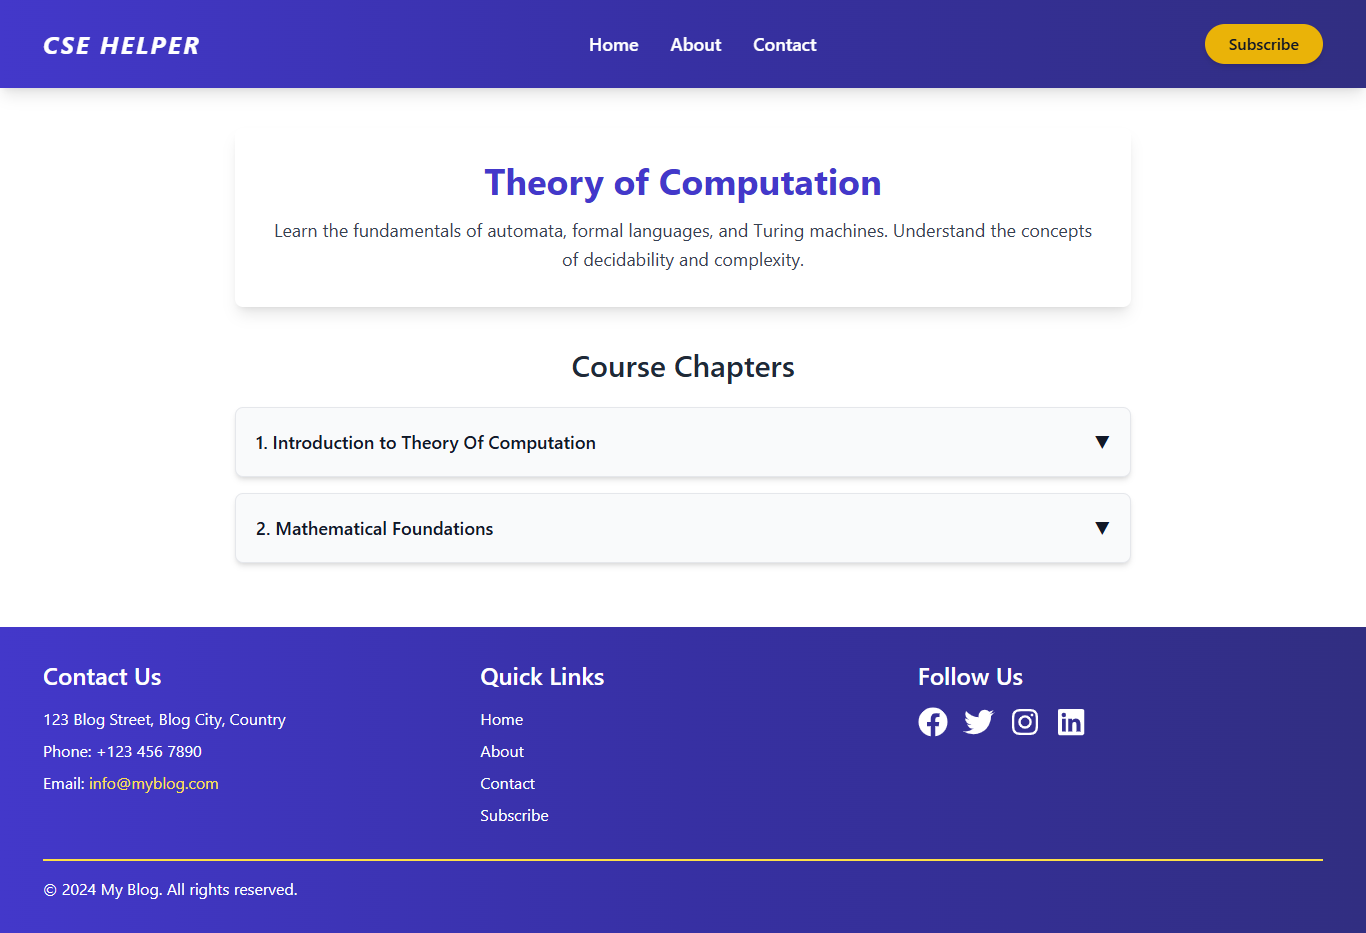 CSE HELPER
Home
About
Contact
Subscribe
Theory of Computation
Learn the fundamentals of automata, formal languages, and Turing machines. Understand the concepts
of decidability and complexity.
Course Chapters
1. Introduction to Theory Of Computation
2. Mathematical Foundations
Contact Us
123 Blog Street, Blog City, Country
Phone: +123 456 7890
Email: info@myblog.com
Quick Links
Home
About
Contact
Subscribe
Follow Us
© 2024 My Blog. All rights reserved.